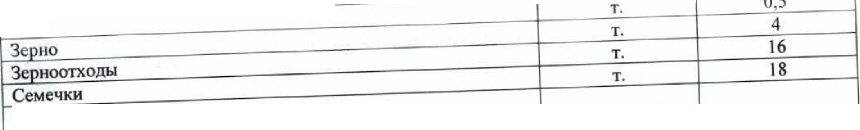 т. 0,5
Зерно т. 4
Зерноотходы т. 16
Семечки т. 18